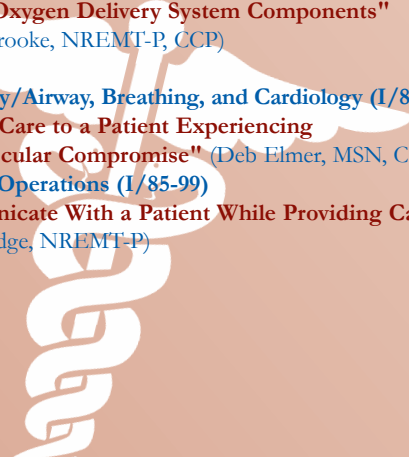 Oxygen Delivery System Components"
rooke, NREMT-P, CCP)
y/Airway, Breathing, and Cardiology (I/8
Care to a Patient Experiencing
cular Compromise" (Deb Elmer, MSN, C
Operations (I/85-99)
nicate With a Patient While Providing Ca
dge, NREMT-P)